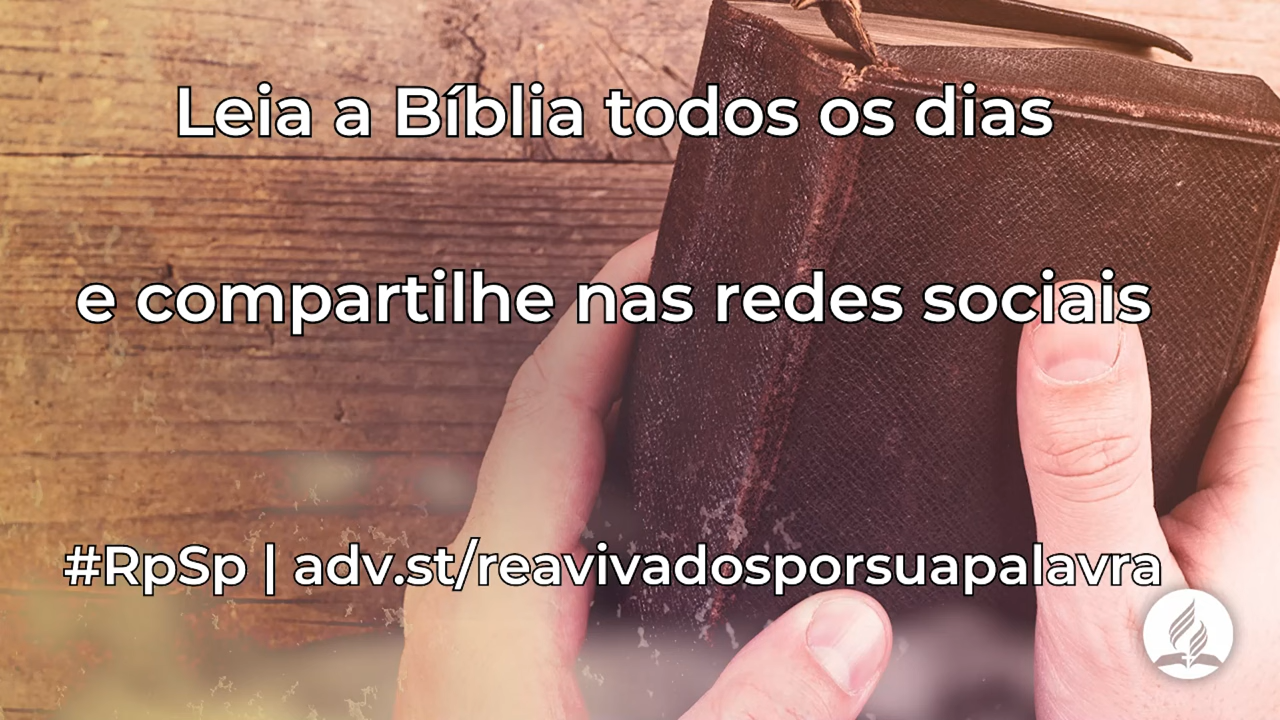 Leia a Bíblia todos os dias
e compartilhe nas redes sociais
#RpSp | adv.st/reavivadosporsuapalavra